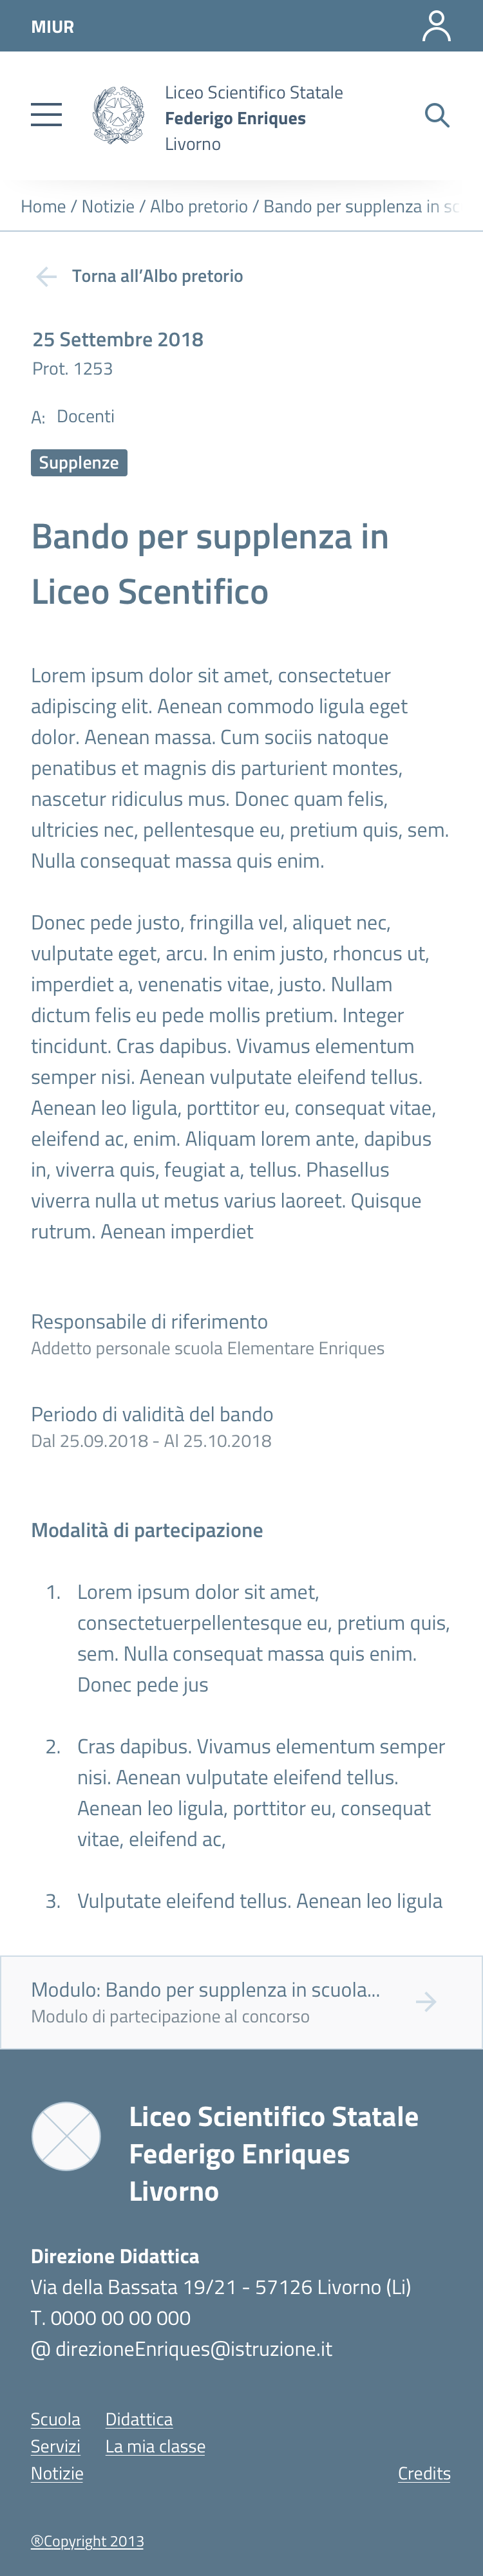 MIUR
Liceo Scientifico Statale
Federigo Enriques
Livorno
Home / Notizie / Albo pretorio / Bando per supplenza in sc
Torna all’Albo pretorio
25 Settembre 2018
Prot. 1253
A: Docenti
Supplenze
Bando per supplenza in
Liceo Scentifico
Lorem ipsum dolor sit amet, consectetuer
adipiscing elit. Aenean commodo ligula eget
dolor. Aenean massa. Cum sociis natoque
penatibus et magnis dis parturient montes,
nascetur ridiculus mus. Donec quam felis,
ultricies nec, pellentesque eu, pretium quis, sem.
Nulla consequat massa quis enim.
Donec pede justo, fringilla vel, aliquet nec,
vulputate eget, arcu. In enim justo, rhoncus ut,
imperdiet a, venenatis vitae, justo. Nullam
dictum felis eu pede mollis pretium. Integer
tincidunt. Cras dapibus. Vivamus elementum
semper nisi. Aenean vulputate eleifend tellus.
Aenean leo ligula, porttitor eu, consequat vitae,
eleifend ac, enim. Aliquam lorem ante, dapibus
in, viverra quis, feugiat a, tellus. Phasellus
viverra nulla ut metus varius laoreet. Quisque
rutrum. Aenean imperdiet
Responsabile di riferimento
Addetto personale scuola Elementare Enriques
Periodo di validità del bando
Dal 25.09.2018 - Al 25.10.2018
Modalità di partecipazione
1. Lorem ipsum dolor sit amet,
consectetuerpellentesque eu, pretium quis,
sem. Nulla consequat massa quis enim.
Donec pede jus
2. Cras dapibus. Vivamus elementum semper
nisi. Aenean vulputate eleifend tellus.
Aenean leo ligula, porttitor eu, consequat
vitae, eleifend ac,
3. Vulputate eleifend tellus. Aenean leo ligula
Modulo: Bando per supplenza in scuola...
Modulo di partecipazione al concorso
Liceo Scientifico Statale
Federigo Enriques
Livorno
Direzione Didattica
Via della Bassata 19/21 - 57126 Livorno (Li)
T. 0000 00 00 000
@ direzioneEnriques@istruzione.it
Scuola Didattica
Servizi La mia classe
Notizie Credits
®Copyright 2013